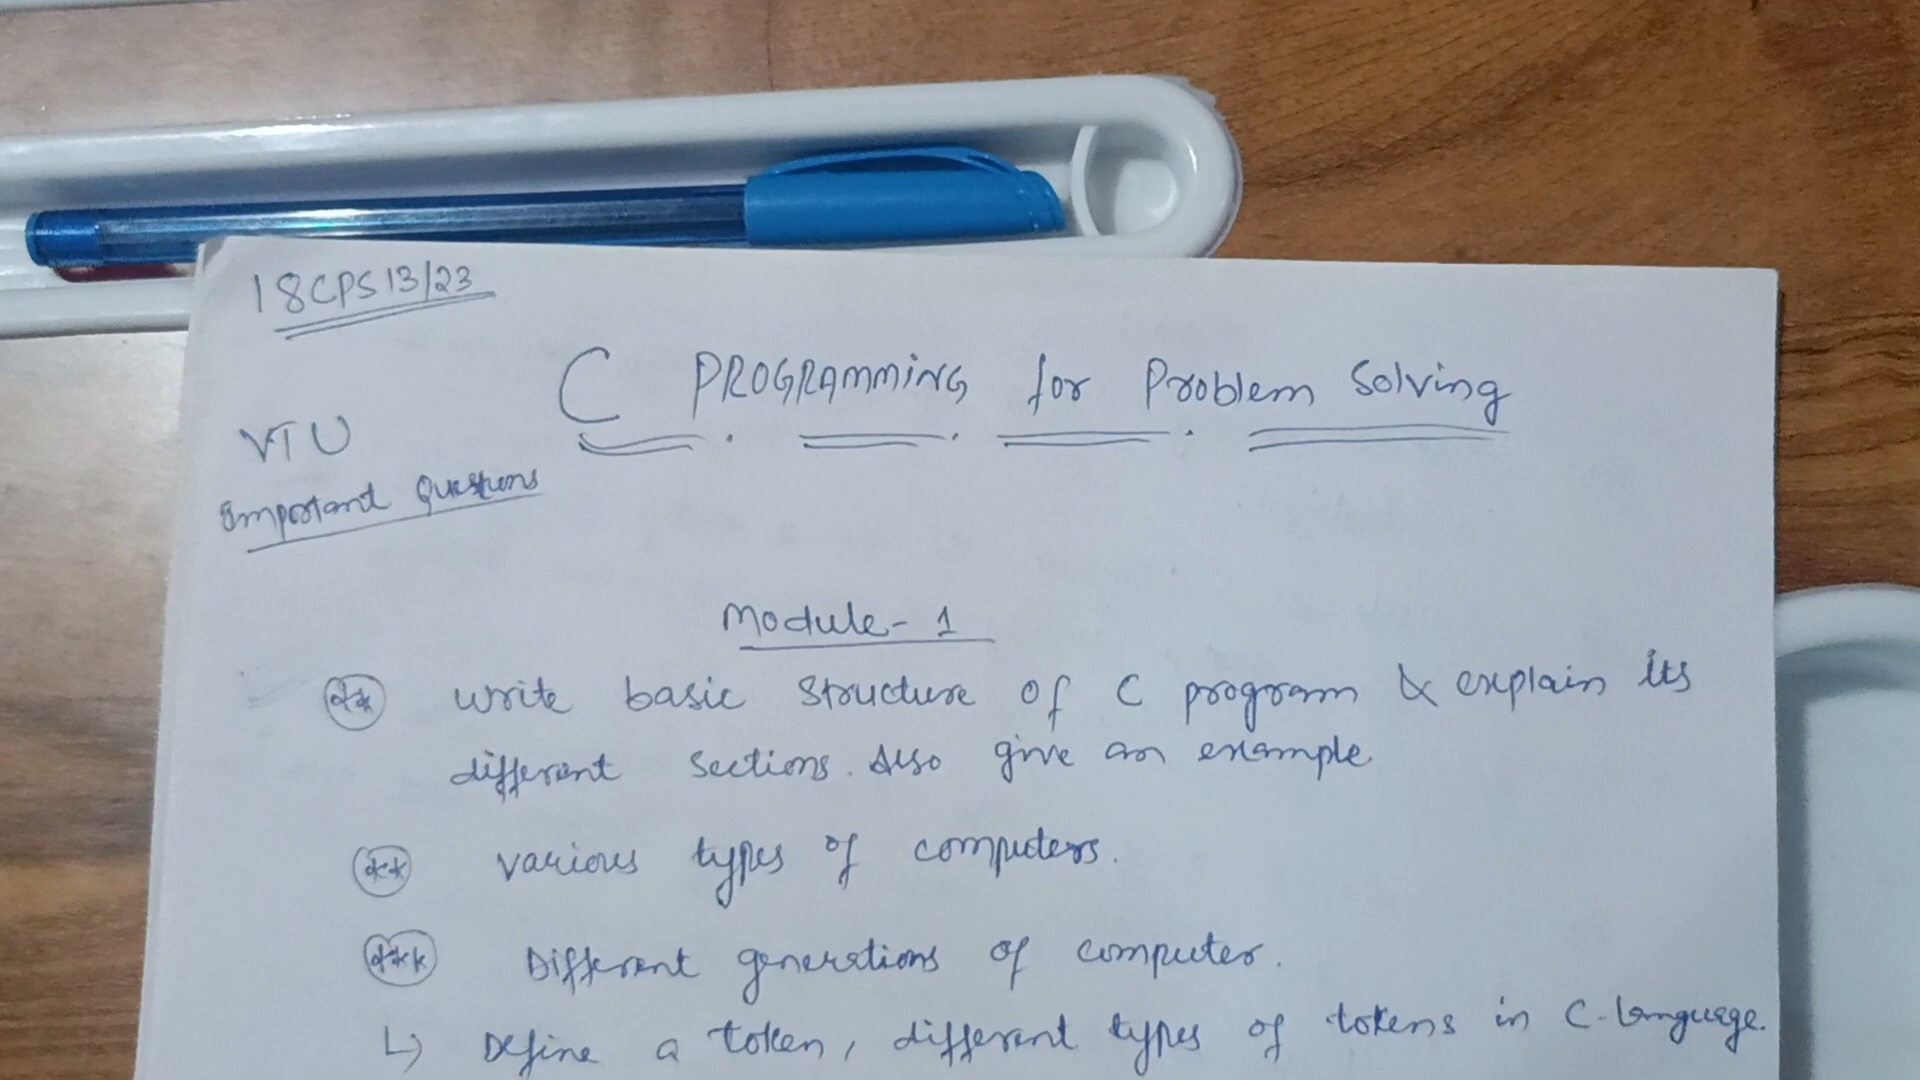 18CPS13/23
C PROGRAMMING for Problem Solving
VTU
Important Questions
Module - 1
** write basic structure of C program & explain its
different sections. Also give an example.
** various types of computers.
*** Different generations of computer.
↳ Define a token, different types of tokens in C-language.